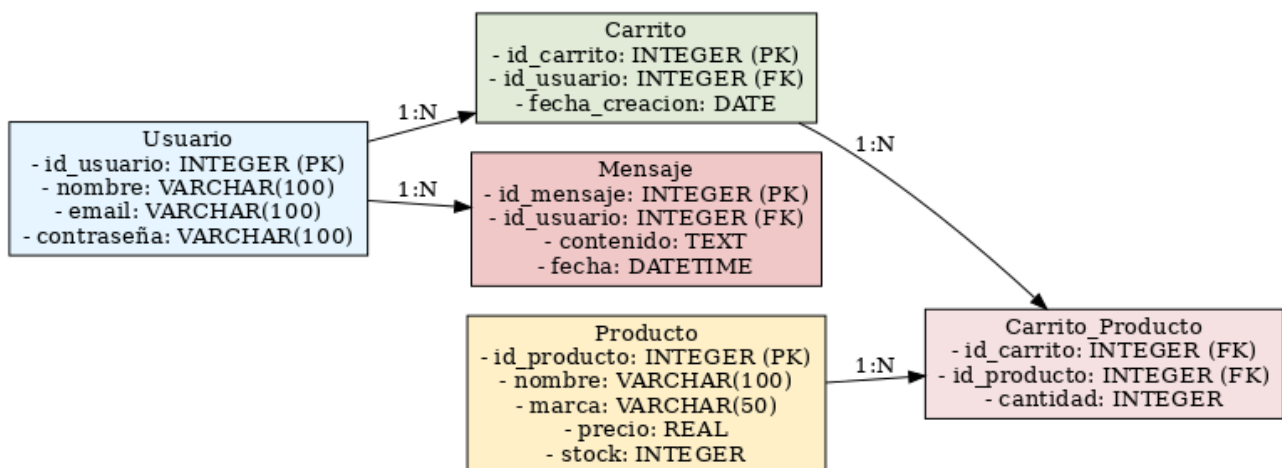 Usuario
- id_usuario: INTEGER (PK)
- nombre: VARCHAR(100)
- email: VARCHAR(100)
- contraseña: VARCHAR(100)
1:N
1:N
Carrito
- id_carrito: INTEGER (PK)
- id_usuario: INTEGER (FK)
- fecha_creacion: DATE
Mensaje
- id_mensaje: INTEGER (PK)
- id_usuario: INTEGER (FK)
- contenido: TEXT
- fecha: DATETIME
Producto
- id_producto: INTEGER (PK)
- nombre: VARCHAR(100)
- marca: VARCHAR(50)
- precio: REAL
- stock: INTEGER
1:N
1:N
Carrito_Producto
- id_carrito: INTEGER (FK)
- id_producto: INTEGER (FK)
- cantidad: INTEGER